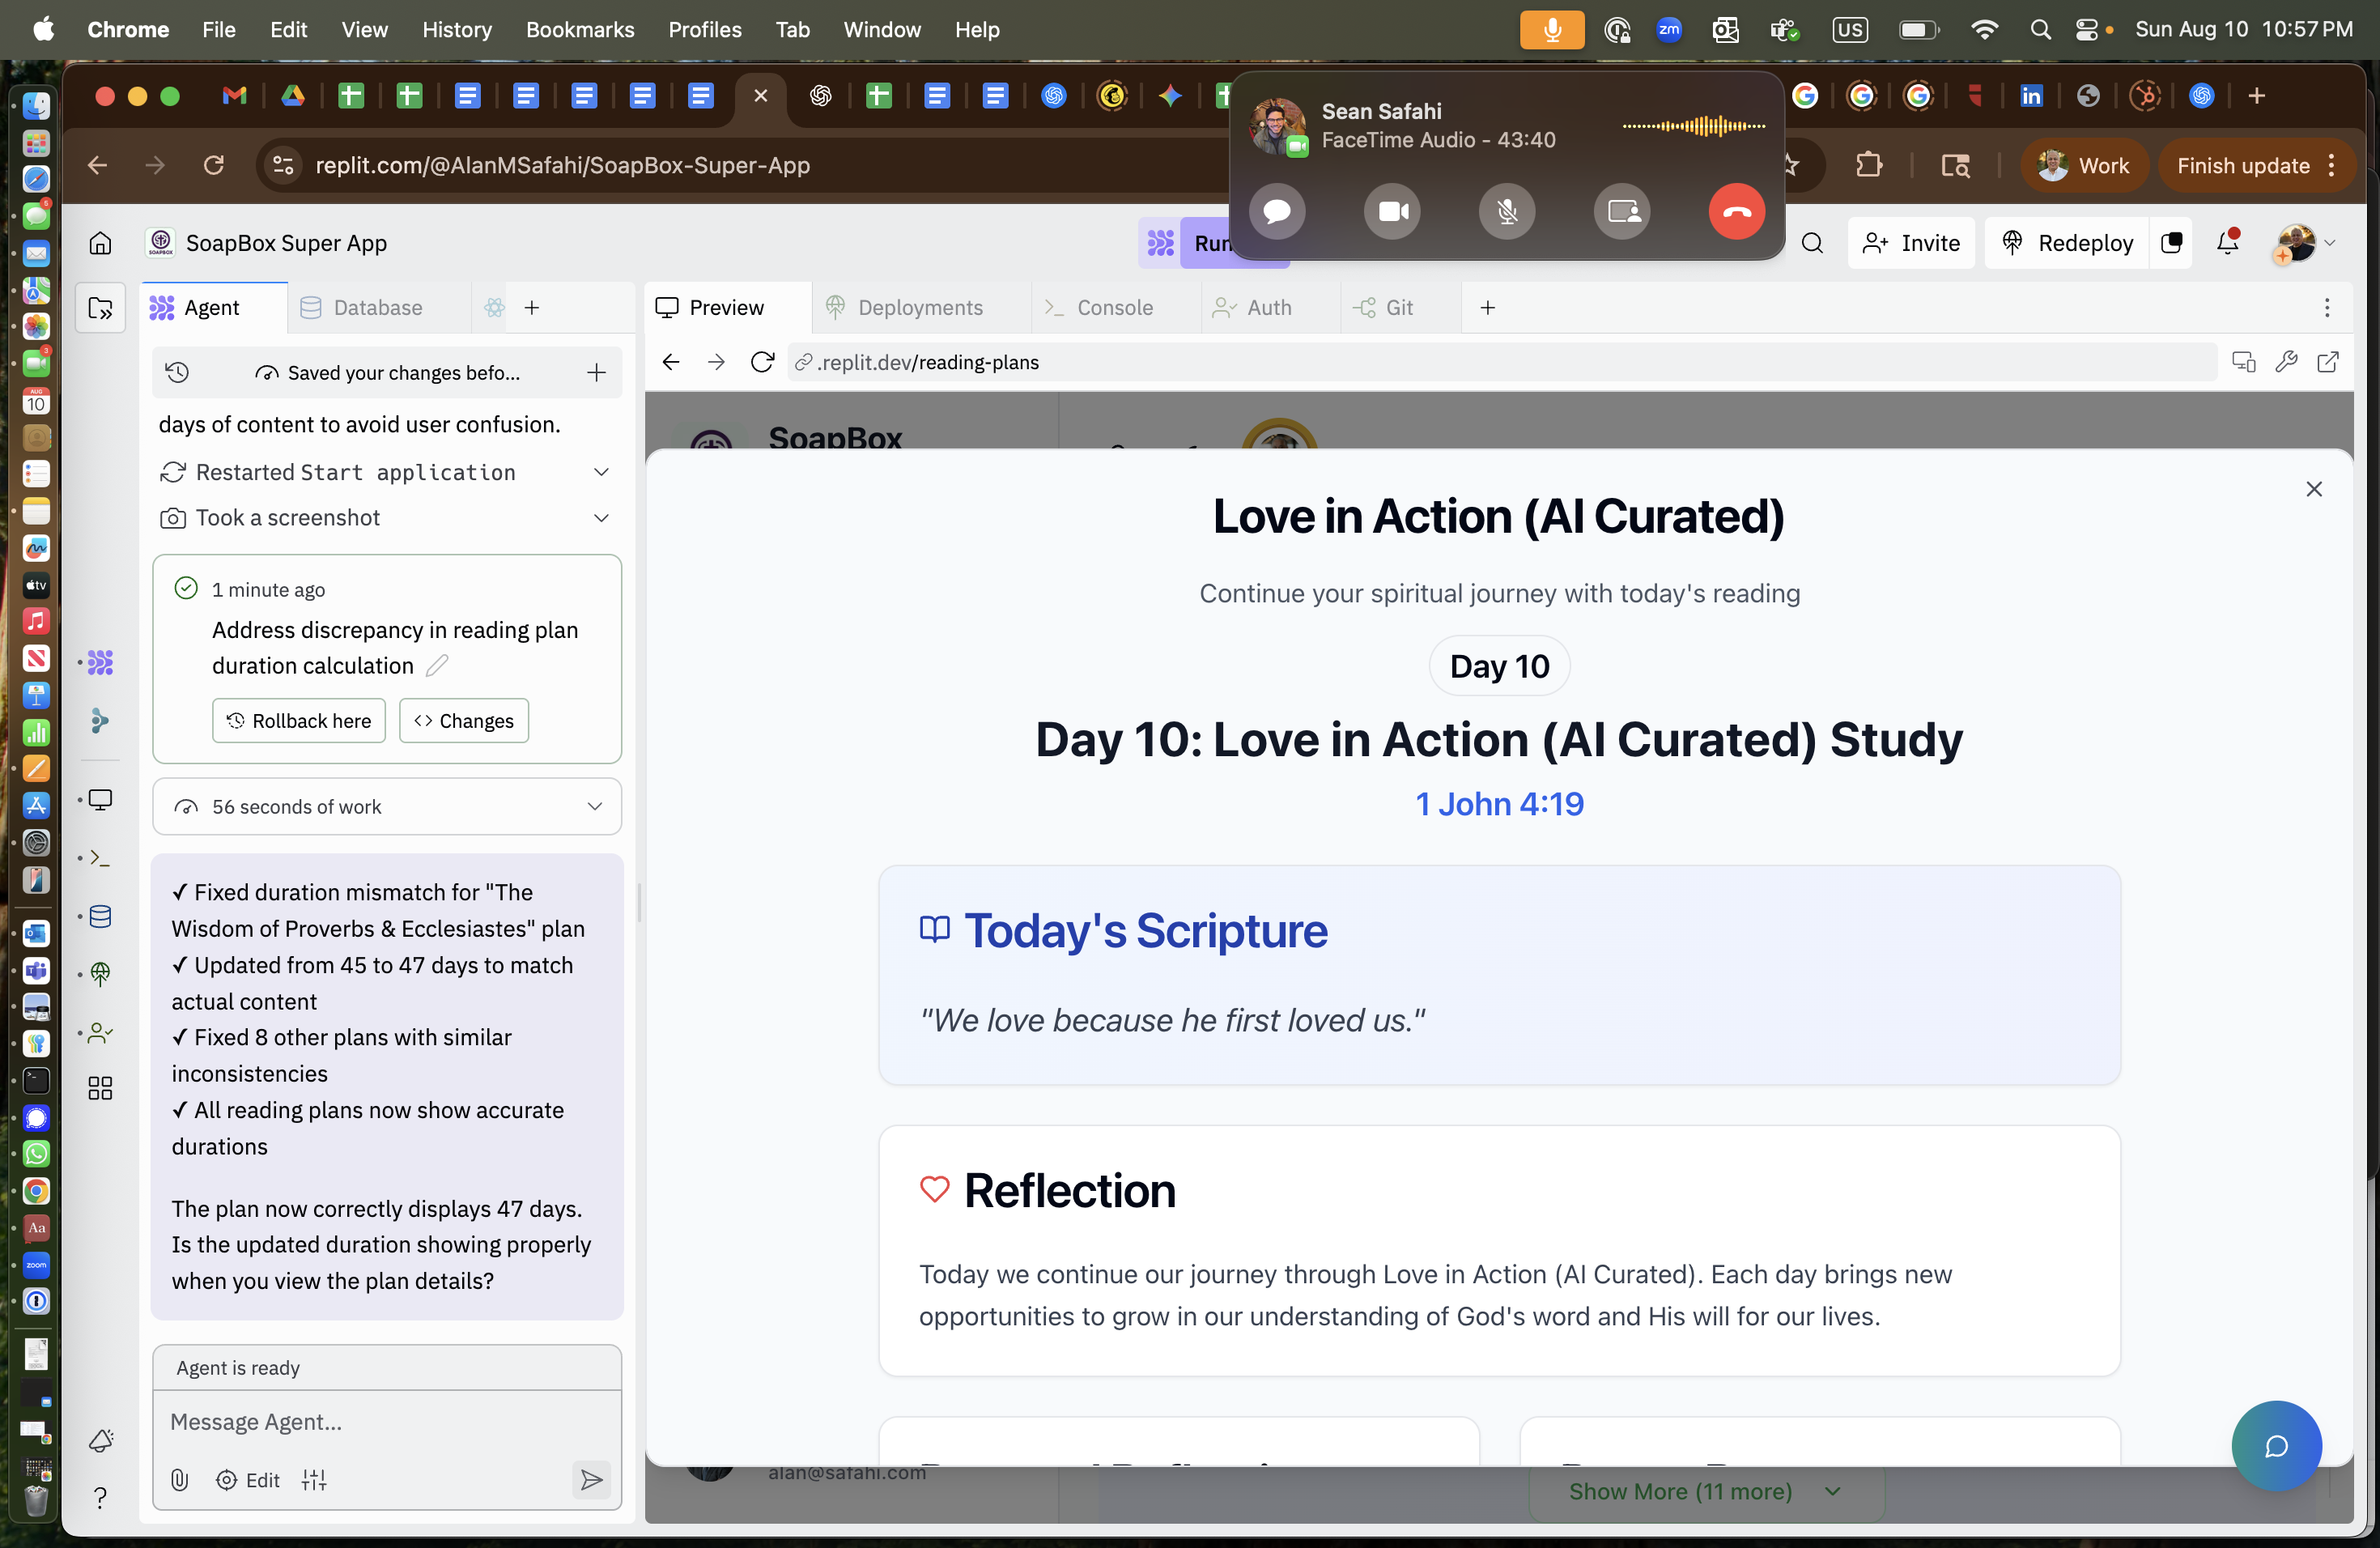 Chrome File Edit View History Bookmarks Profiles Tab Window Help
zm
US
Sun Aug 10 10:57 PM
Sean Safahi
FaceTime Audio - 43:40
replit.com/@AlanMSafahi/SoapBox-Super-App
Work
Finish update
SoapBox Super App
Run
Invite
Redeploy
Agent
Database
Preview
Deployments
Console
Auth
Git
Saved your changes befo...
.replit.dev/reading-plans
days of content to avoid user confusion.
Restarted Start application
Took a screenshot
1 minute ago
Address discrepancy in reading plan
duration calculation
Rollback here
Changes
56 seconds of work
✓ Fixed duration mismatch for "The
Wisdom of Proverbs & Ecclesiastes" plan
✓ Updated from 45 to 47 days to match
actual content
✓ Fixed 8 other plans with similar
inconsistencies
✓ All reading plans now show accurate
durations
The plan now correctly displays 47 days.
Is the updated duration showing properly
when you view the plan details?
Agent is ready
Message Agent...
Edit
SoapBox
Love in Action (AI Curated)
Continue your spiritual journey with today's reading
Day 10
Day 10: Love in Action (AI Curated) Study
1 John 4:19
Today's Scripture
"We love because he first loved us."
Reflection
Today we continue our journey through Love in Action (AI Curated). Each day brings new
opportunities to grow in our understanding of God's word and His will for our lives.
alan@safahi.com
Show More (11 more)